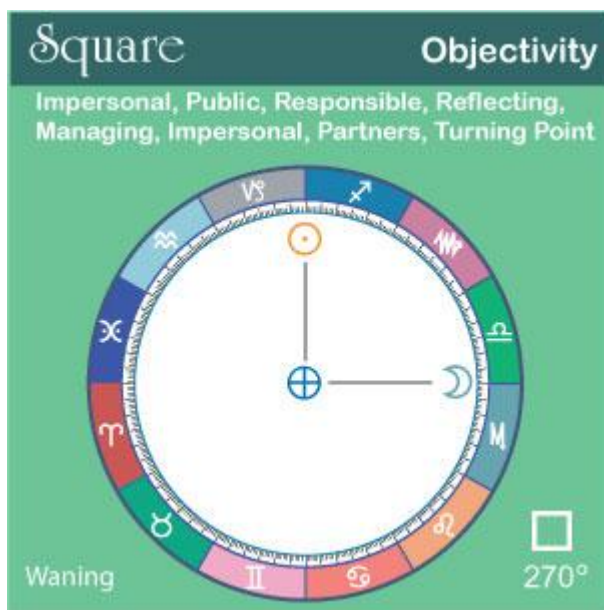 Square
Objectivity
Impersonal, Public, Responsible, Reflecting,
Managing, Impersonal, Partners, Turning Point
Waning
270°